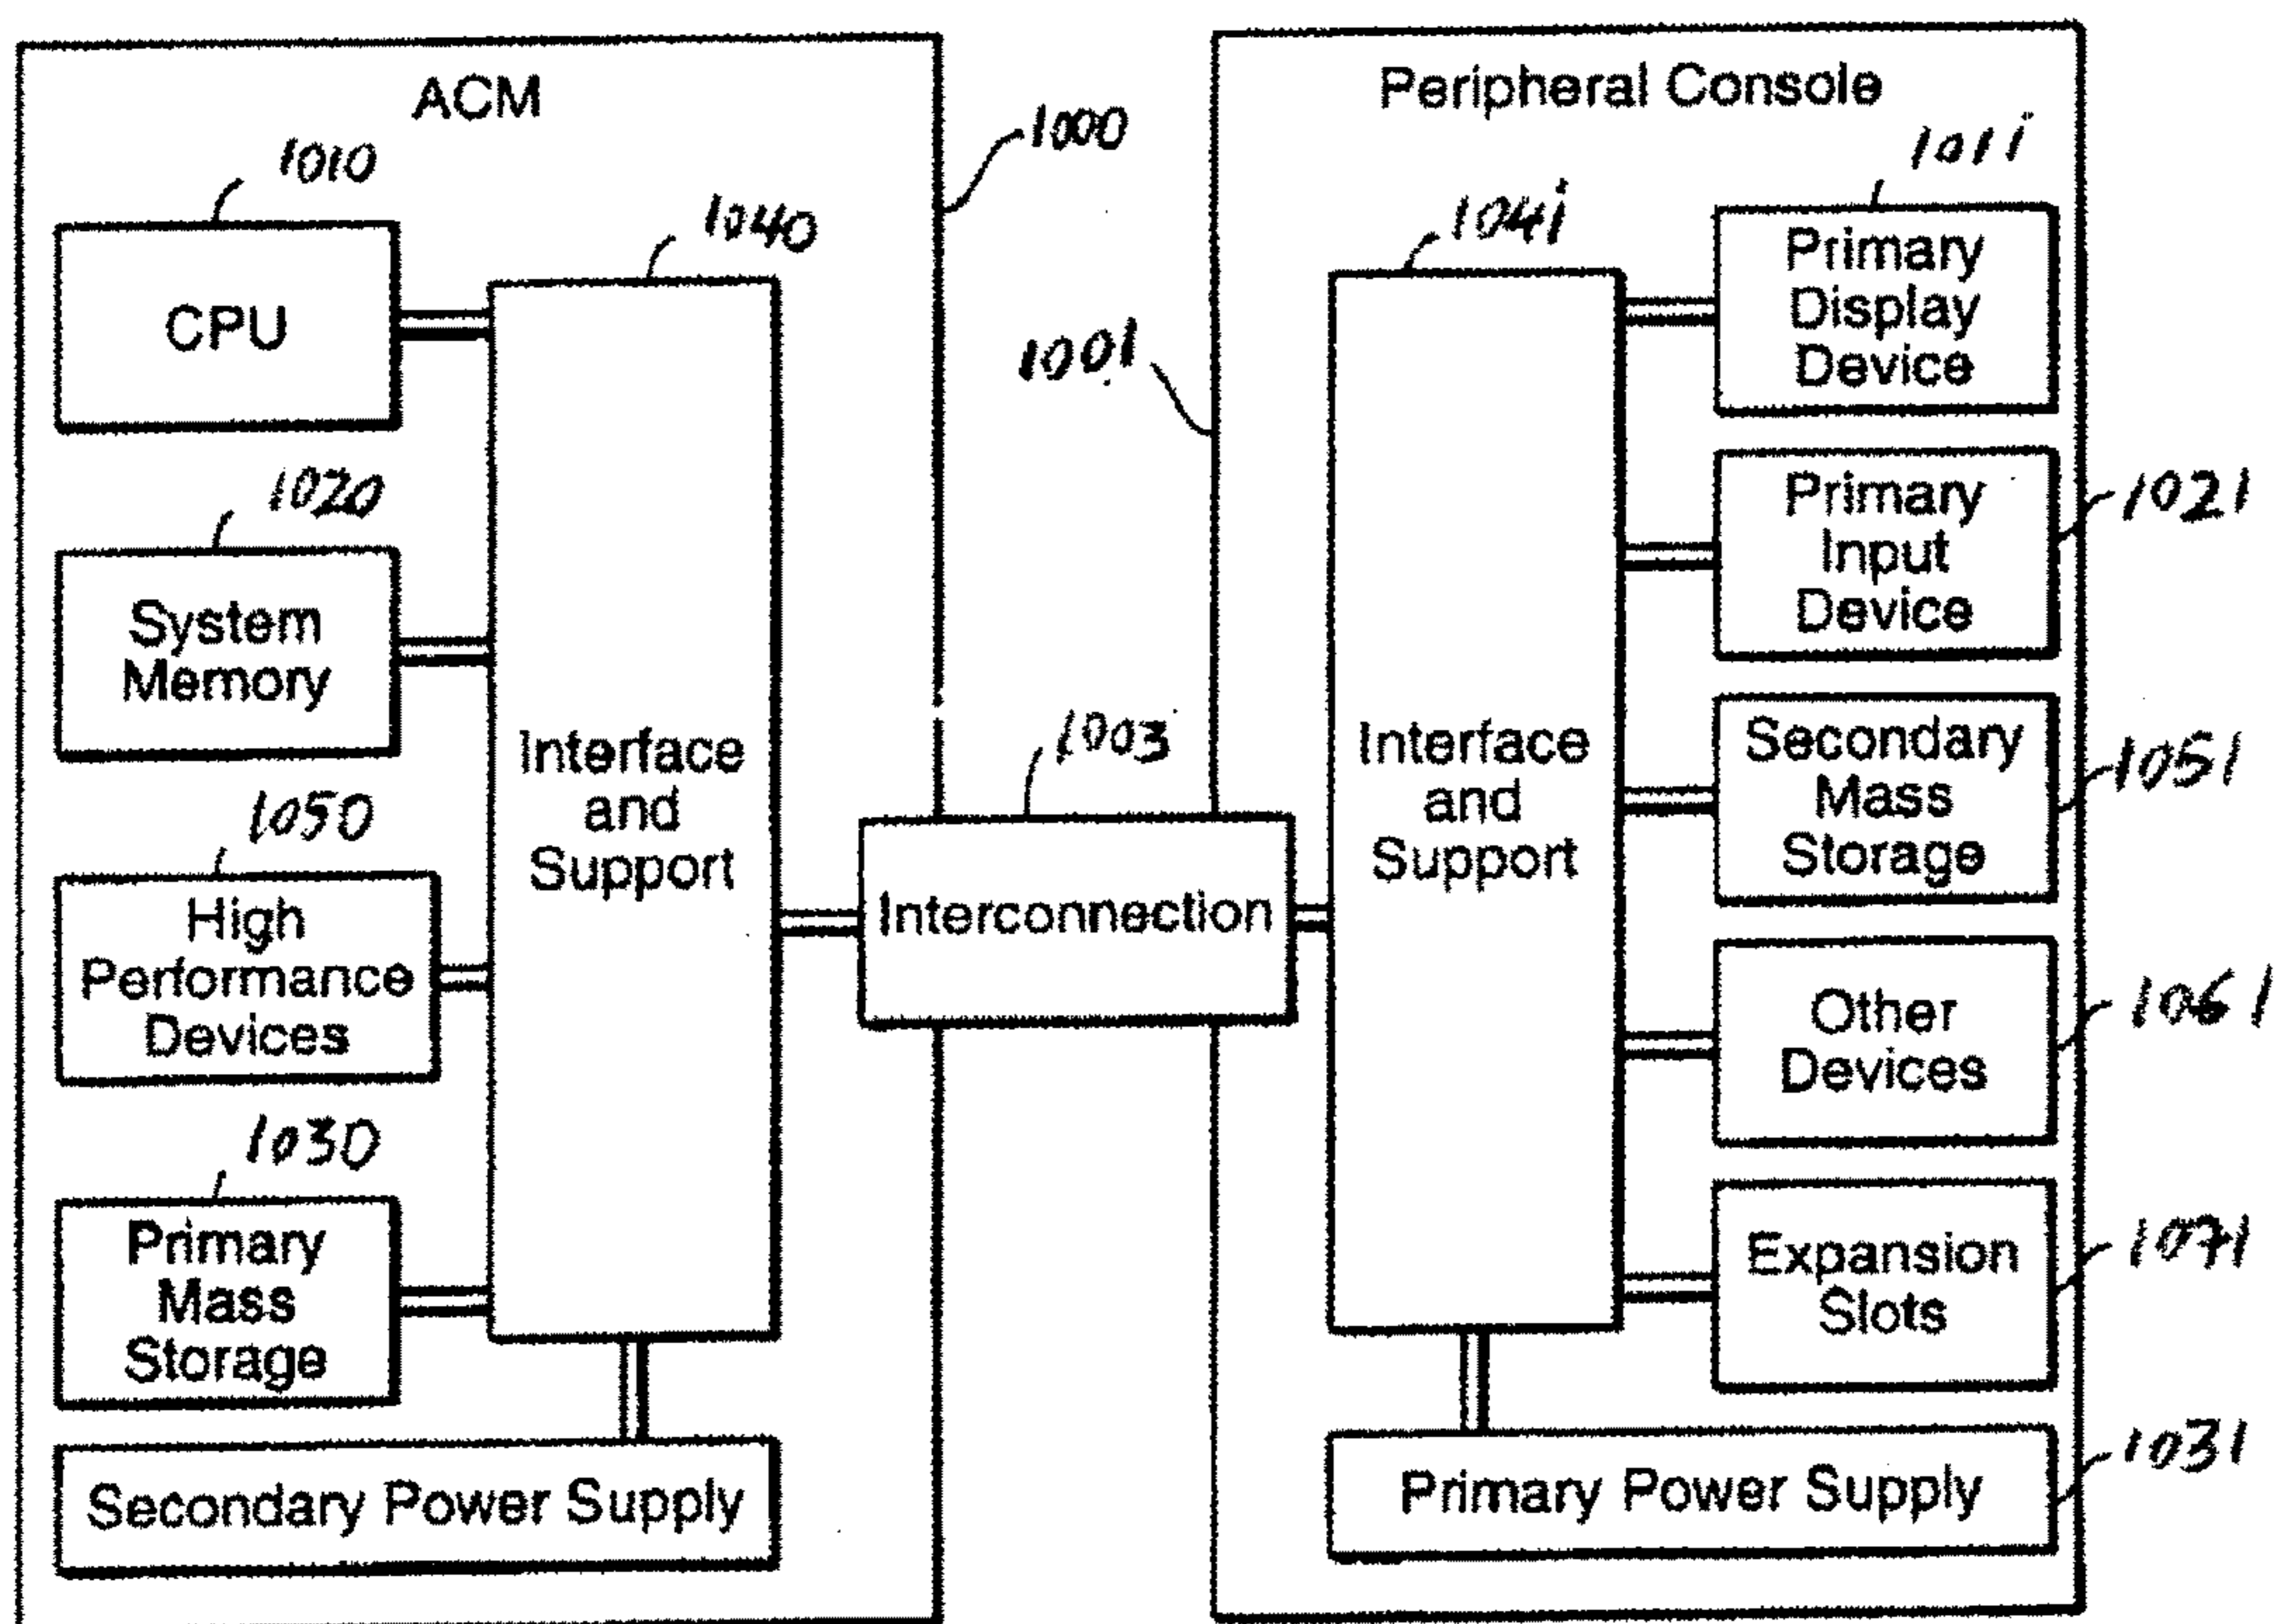 ACM
1000
1010
CPU
1040
1020
System
Memory
Interface
and
Support
1050
High
Performance
Devices
1030
Primary
Mass
Storage
Secondary Power Supply
1003
Interconnection
1001
Peripheral Console
1041
1011
Primary
Display
Device
Primary
Input
Device
1021
Interface
and
Support
Secondary
Mass
Storage
1051
Other
Devices
1061
Expansion
Slots
1071
Primary Power Supply
1031